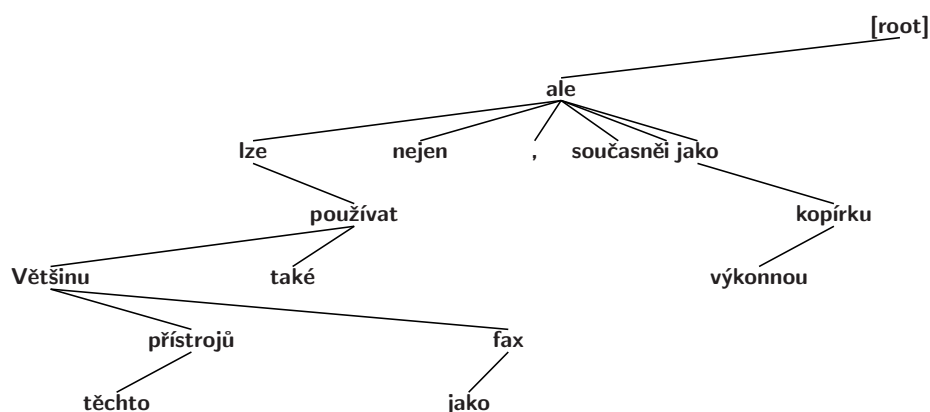 [root]
ale
lze nejen , současně i jako
používat kopírku
Většinu také výkonnou
přístrojů fax
těchto jako